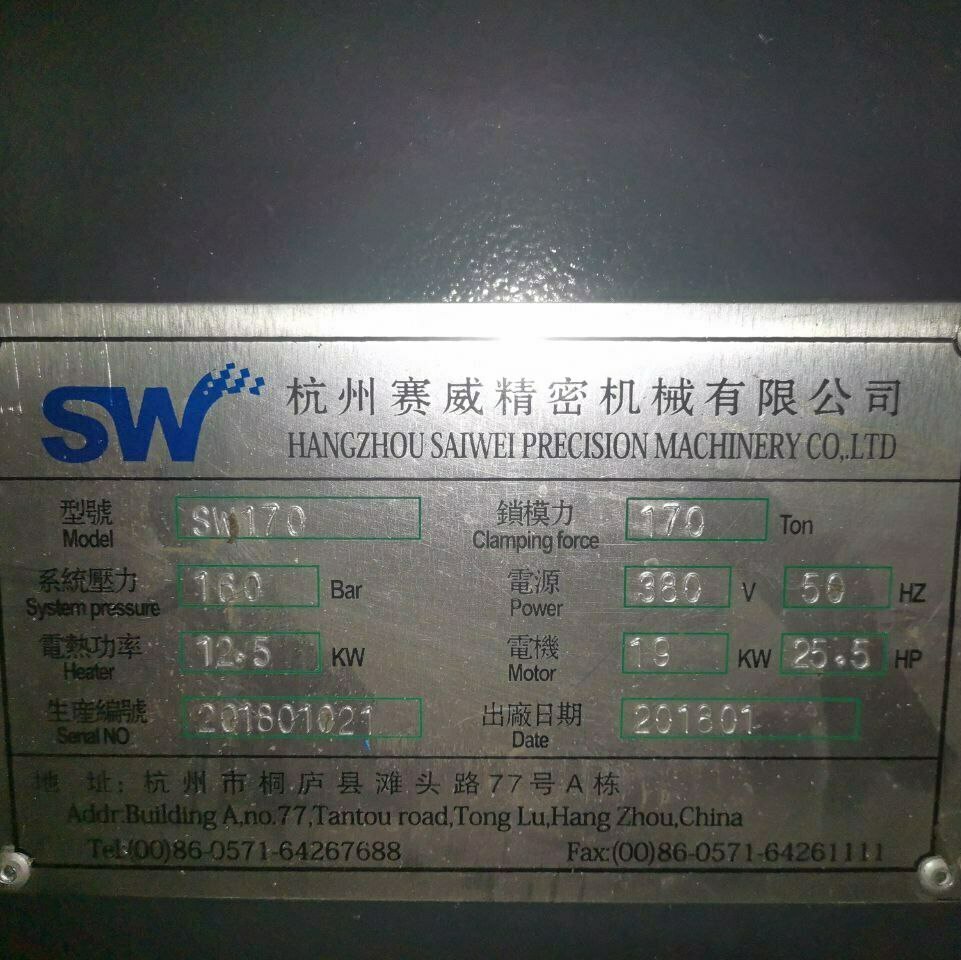 SW 杭州赛威精密机械有限公司
HANGZHOU SAIWEI PRECISION MACHINERY CO,.LTD
型號 SW170 鎖模力 170 Ton
Model Clamping force
系統壓力 160 Bar 電源 380 V 50 HZ
System pressure Power
電熱功率 12.5 KW 電機 19 KW 25.5 HP
Heater Motor
生産編號 201801021 出廠日期 201801
Serial NO Date
地 址: 杭州市桐庐县滩头路77号A栋
Addr.Building A,no.77,Tantou road,Tong Lu,Hang Zhou,China
Tel:(00)86-0571-64267688 Fax:(00)86-0571-64261111